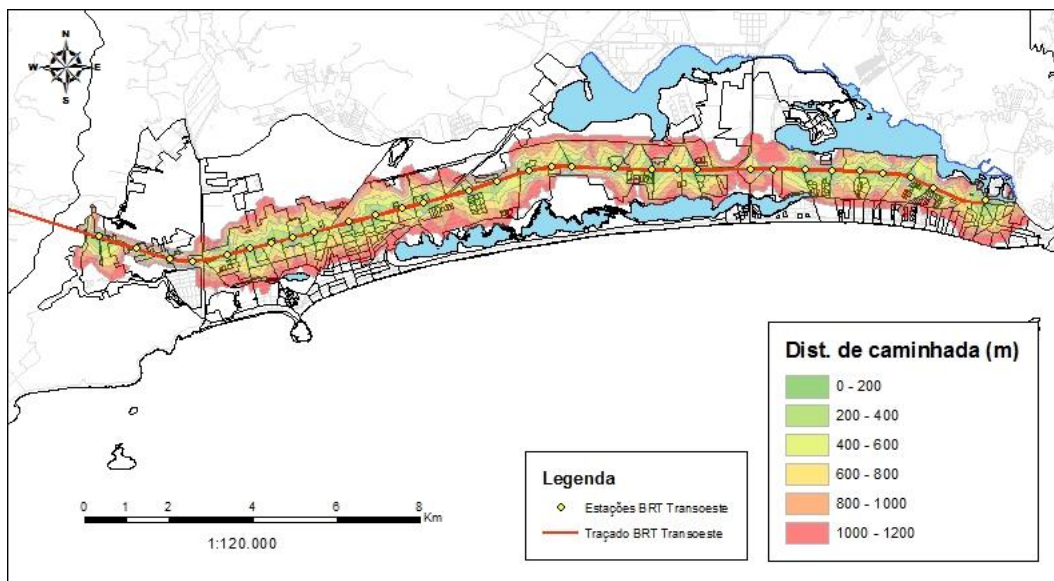 N
W E
S
Dist. de caminhada (m)
0 - 200
200 - 400
400 - 600
600 - 800
800 - 1000
1000 - 1200
Legenda
Estações BRT Transoeste
Traçado BRT Transoeste
0 2 4 6 8
Km
1:120.000